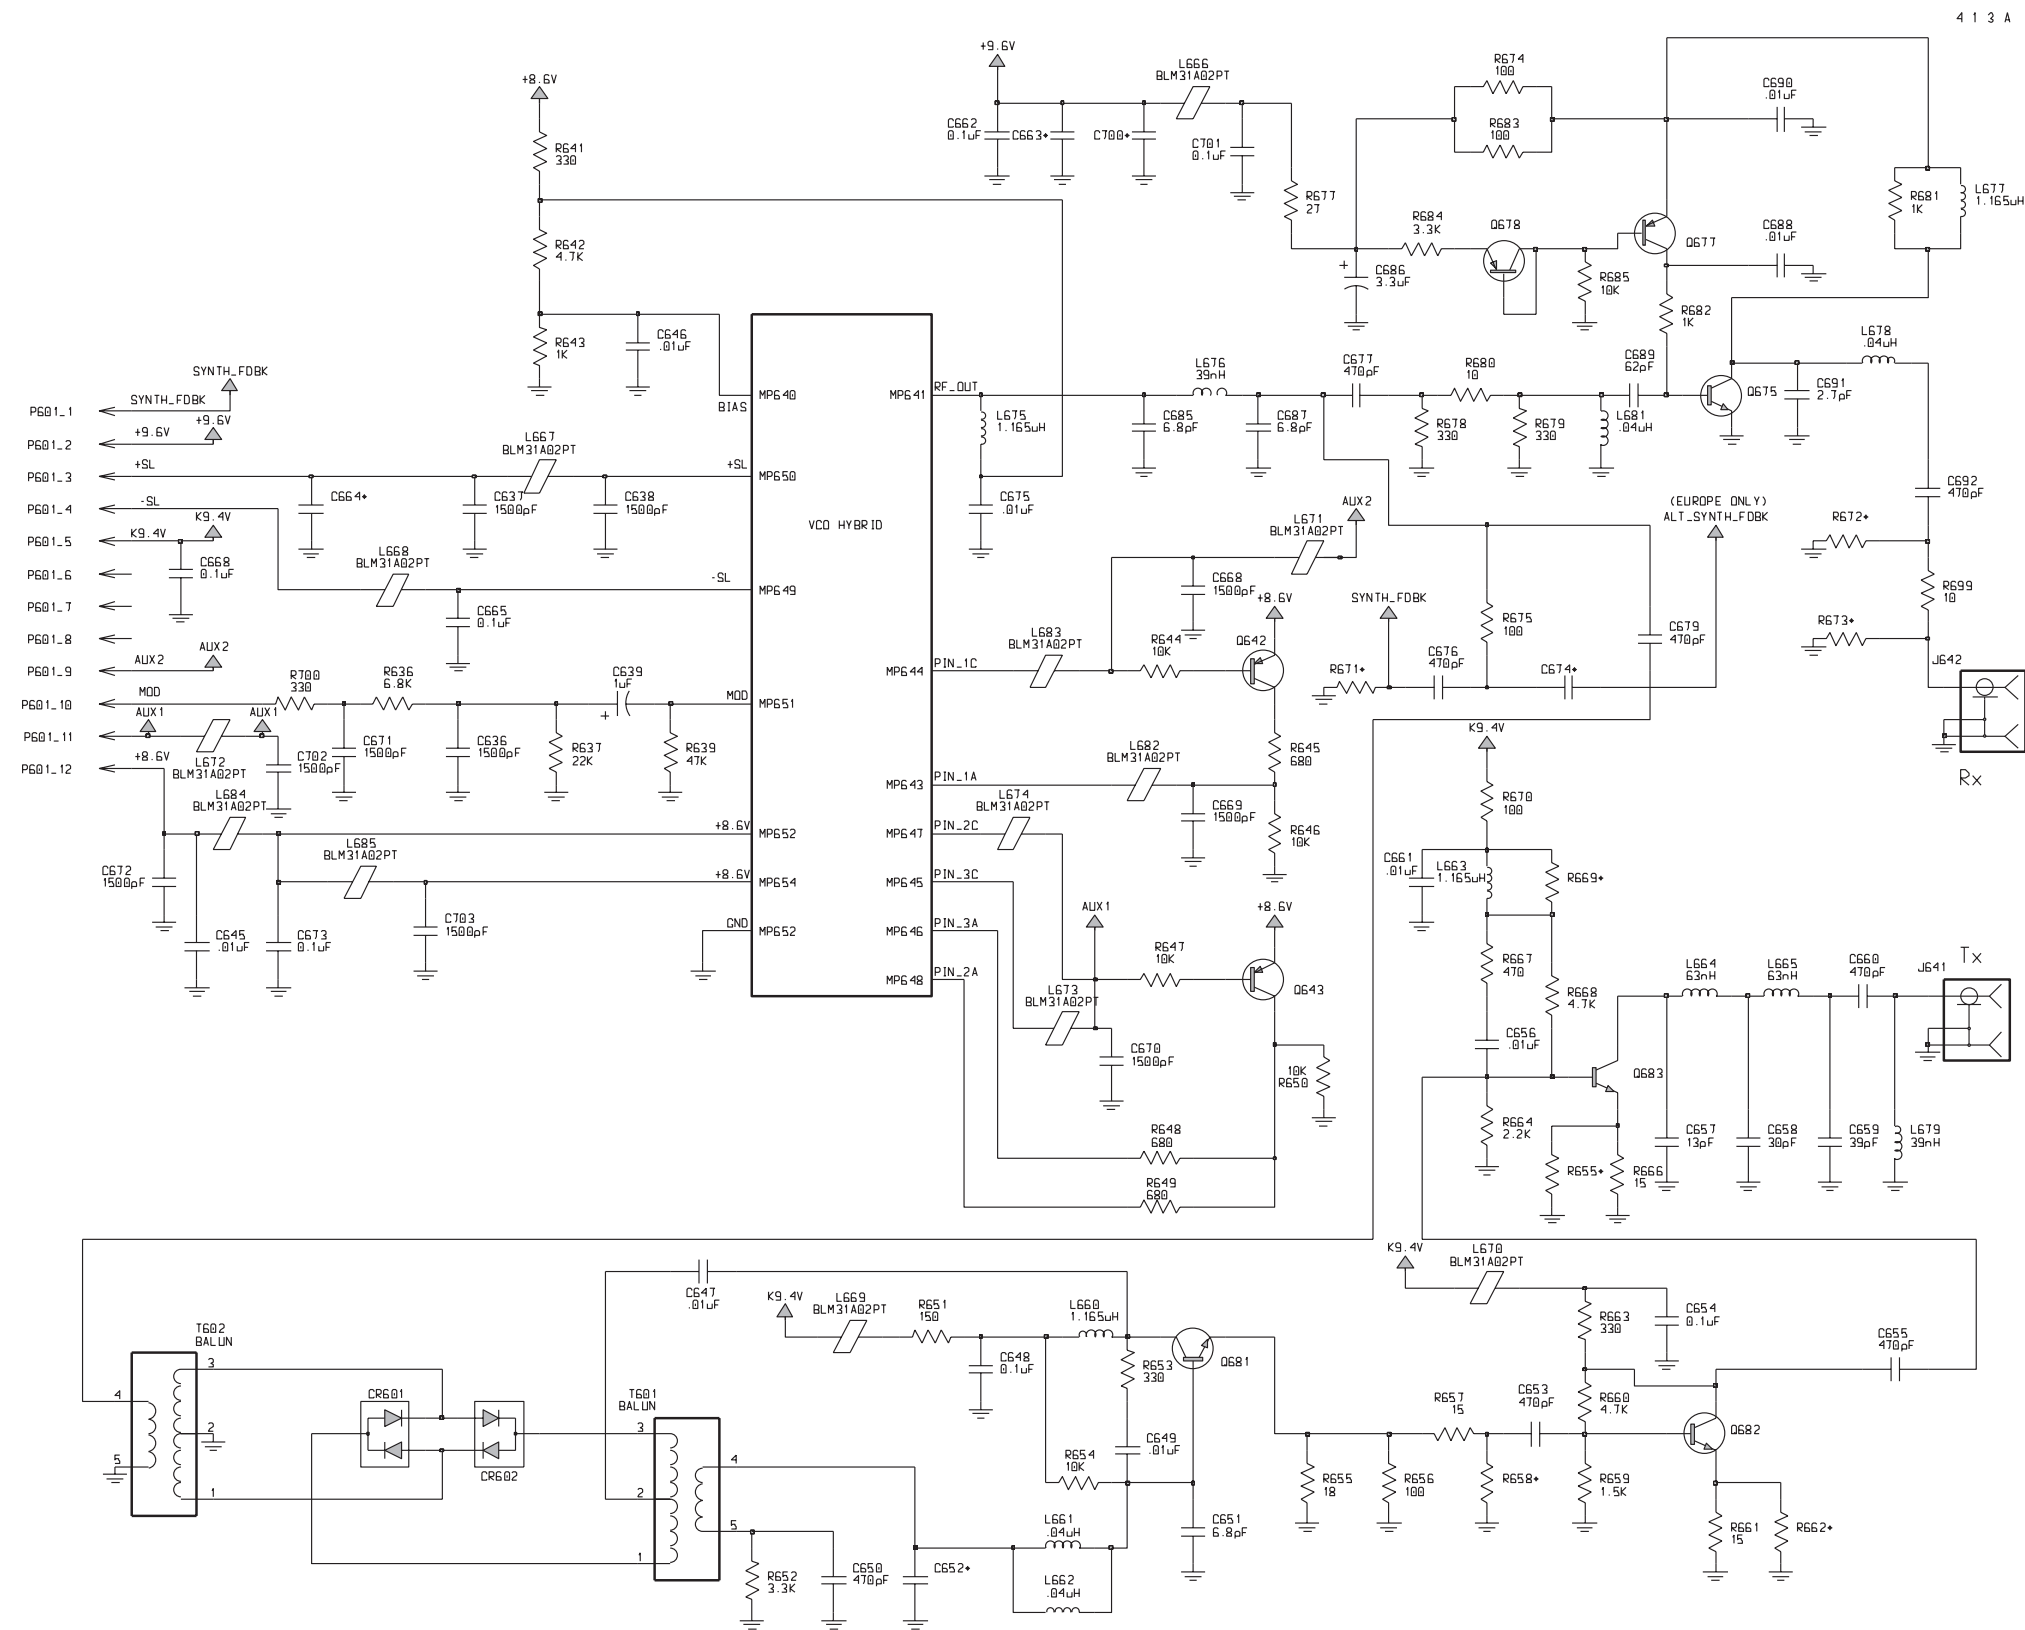 4 1 3 A
+9.6V
L666
BLM31A02PT
R674
100
C690
.01uF
+8.6V
C662
0.1uF
C663*
C700*
C701
0.1uF
R683
100
R641
330
R677
27
R681
1K
L677
1.165uH
R684
3.3K
Q678
Q677
C688
.01uF
R642
4.7K
+
C686
3.3uF
R685
10K
R682
1K
R643
1K
C646
.01uF
L678
.04uH
SYNTH_FDBK
L676
39nH
C677
470pF
R680
10
C689
62pF
P601_1
SYNTH_FDBK
MP640
BIAS
MP641
RF_OUT
Q675
C691
2.7pF
P601_2
+9.6V
+9.6V
L675
1.165uH
C685
6.8pF
C687
6.8pF
R678
330
R679
330
L681
.04uH
L667
BLM31A02PT
P601_3
+SL
+SL
MP650
C664*
C637
1500pF
C638
1500pF
P601_4
-SL
VCO HYBRID
C675
.01uF
AUX2
(EUROPE ONLY)
ALT_SYNTH_FDBK
C692
470pF
P601_5
K9.4V
K9.4V
L671
BLM31A02PT
R672*
L668
BLM31A02PT
C668
0.1uF
P601_6
-SL
MP649
C668
1500pF
+8.6V
SYNTH_FDBK
R699
10
P601_7
C665
0.1uF
R675
100
C679
470pF
R673*
P601_8
L683
BLM31A02PT
R644
10K
Q642
P601_9
AUX2
AUX2
MP644
PIN_1C
R671*
C676
470pF
C674*
J642
P601_10
MOD
R700
330
R636
6.8K
C639
1uF
+
MOD
MP651
P601_11
AUX1
AUX1
L672
BLM31A02PT
K9.4V
P601_12
+8.6V
C702
1500pF
C671
1500pF
C636
1500pF
R637
22K
R639
47K
L682
BLM31A02PT
R645
680
Rx
MP643
PIN_1A
L684
BLM31A02PT
L674
BLM31A02PT
C669
1500pF
R670
100
+8.6V
MP652
MP647
PIN_2C
R646
10K
L685
BLM31A02PT
C672
1500pF
+8.6V
MP654
MP645
PIN_3C
C661
.01uF
L663
1.165uH
R669*
C645
.01uF
C673
0.1uF
C703
1500pF
GND
MP652
MP646
PIN_3A
AUX1
+8.6V
MP648
PIN_2A
R647
10K
Q643
R667
470
R668
4.7K
L664
63nH
L665
63nH
C660
470pF
J641
Tx
L673
BLM31A02PT
C670
1500pF
C656
.01uF
10K
R650
Q683
R648
680
R664
2.2K
C657
13pF
C658
30pF
C659
39pF
L679
39nH
R649
680
R655*
R666
15
K9.4V
L670
BLM31A02PT
C647
.01uF
K9.4V
L669
BLM31A02PT
R651
150
L660
1.165uH
R663
330
C654
0.1uF
T602
BALUN
C648
0.1uF
R653
330
Q681
C655
470pF
3
4
CR601
T601
BALUN
R657
15
C653
470pF
R660
4.7K
2
3
Q682
5
CR602
4
R654
10K
C649
.01uF
R655
18
R656
100
R658*
R659
1.5K
1
2
5
L661
.04uH
C651
6.8pF
R661
15
R662*
1
R652
3.3K
C650
470pF
C652*
L662
.04uH